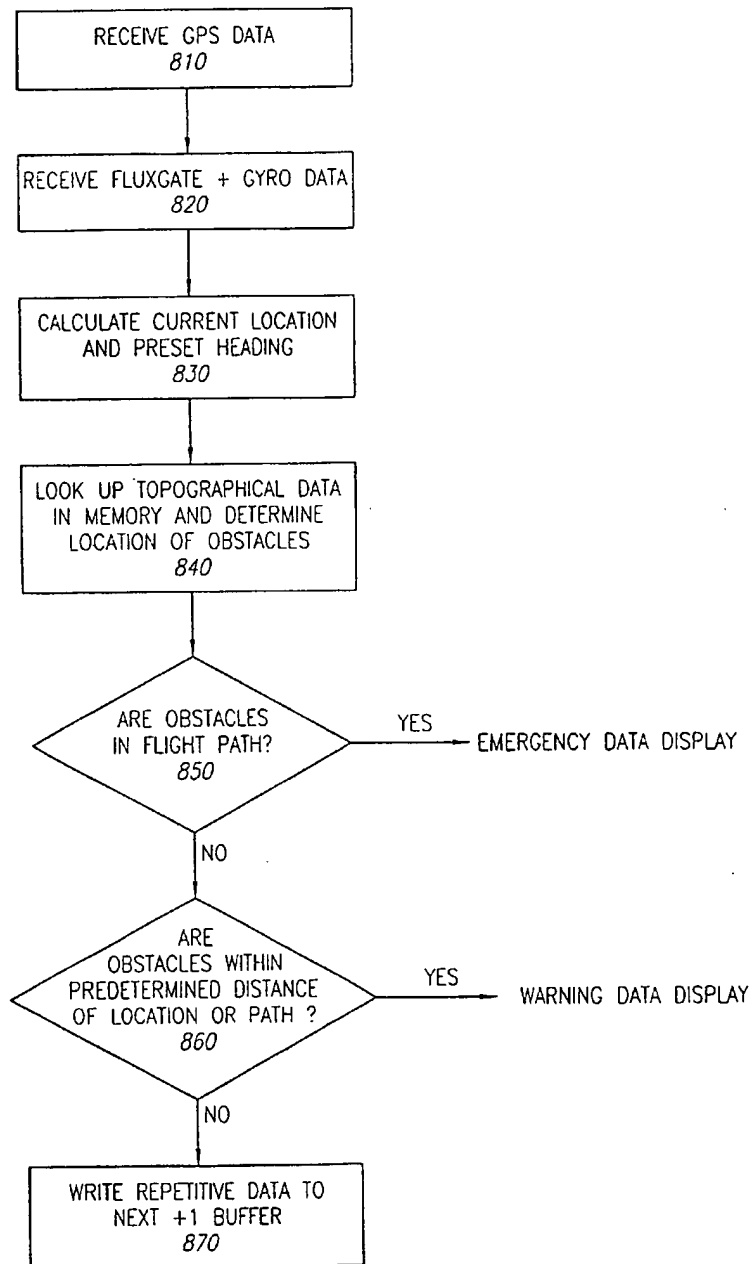 RECEIVE GPS DATA
810
RECEIVE FLUXGATE + GYRO DATA
820
CALCULATE CURRENT LOCATION
AND PRESET HEADING
830
LOOK UP TOPOGRAPHICAL DATA
IN MEMORY AND DETERMINE
LOCATION OF OBSTACLES
840
ARE OBSTACLES
IN FLIGHT PATH?
850
YES
EMERGENCY DATA DISPLAY
NO
ARE
OBSTACLES WITHIN
PREDETERMINED DISTANCE
OF LOCATION OR PATH ?
860
YES
WARNING DATA DISPLAY
NO
WRITE REPETITIVE DATA TO
NEXT +1 BUFFER
870